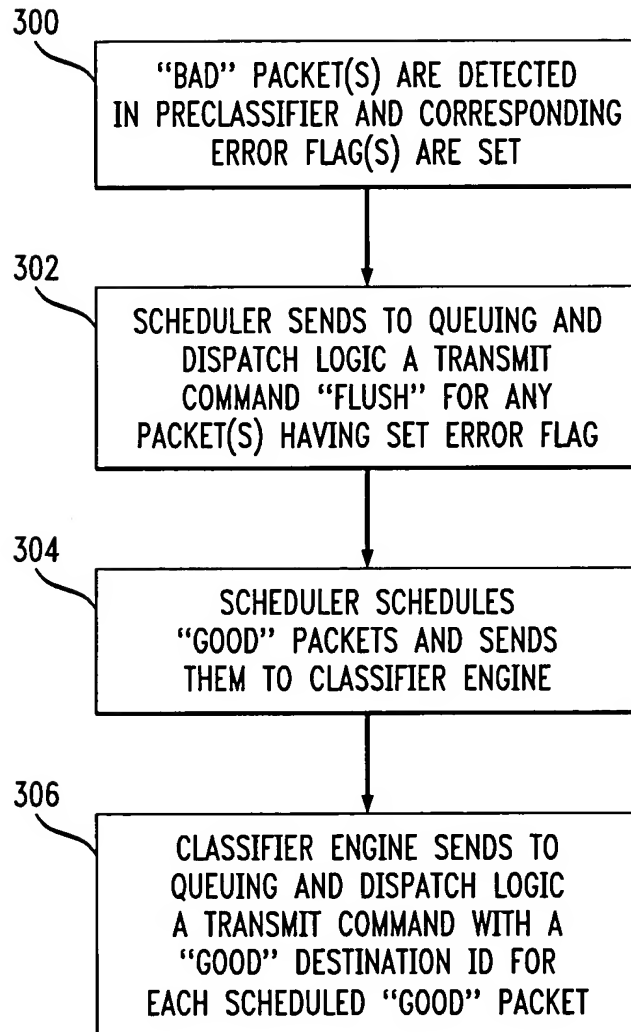 300
“BAD” PACKET(S) ARE DETECTED
IN PRECLASSIFIER AND CORRESPONDING
ERROR FLAG(S) ARE SET
302
SCHEDULER SENDS TO QUEUING AND
DISPATCH LOGIC A TRANSMIT
COMMAND “FLUSH” FOR ANY
PACKET(S) HAVING SET ERROR FLAG
304
SCHEDULER SCHEDULES
“GOOD” PACKETS AND SENDS
THEM TO CLASSIFIER ENGINE
306
CLASSIFIER ENGINE SENDS TO
QUEUING AND DISPATCH LOGIC
A TRANSMIT COMMAND WITH A
“GOOD” DESTINATION ID FOR
EACH SCHEDULED “GOOD” PACKET